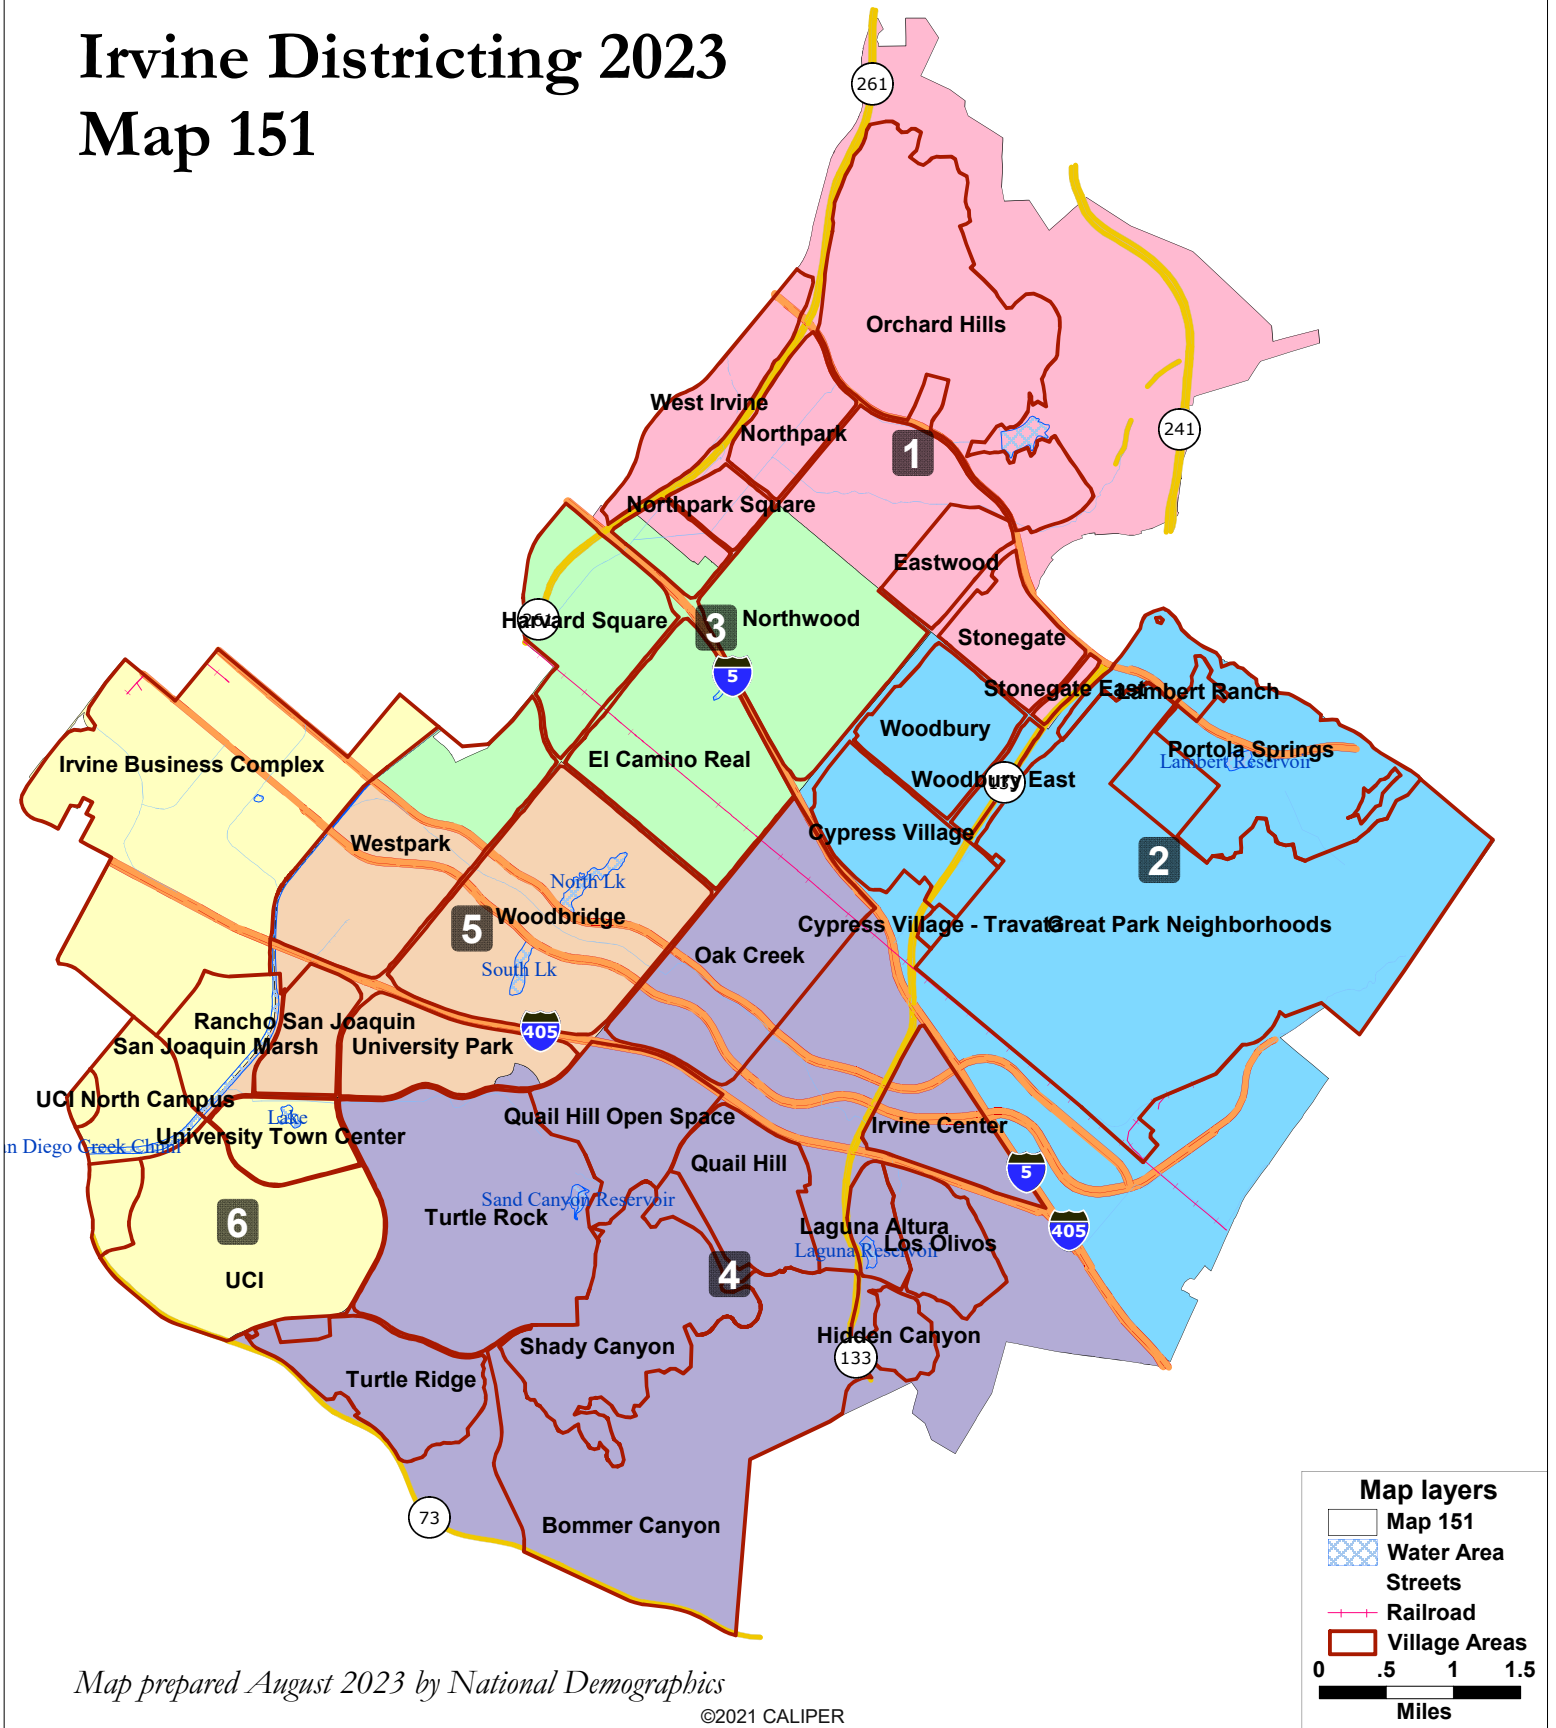 Irvine Districting 2023
Map 151
261
Orchard Hills
West Irvine
Northpark
1
241
Northpark Square
Eastwood
261
Harvard Square
3
Northwood
Stonegate
5
Stonegate East
Lambert Ranch
Woodbury
Portola Springs
Lambert Reservoir
Irvine Business Complex
El Camino Real
Woodbury East
133
Cypress Village
Westpark
2
North Lk
5
Woodbridge
Cypress Village - Travata
Great Park Neighborhoods
Oak Creek
South Lk
Rancho San Joaquin
405
San Joaquin Marsh
University Park
UCI North Campus
Lake
Quail Hill Open Space
Irvine Center
University Town Center
an Diego Creek Chnnl
Quail Hill
5
Sand Canyon Reservoir
6
Turtle Rock
Laguna Altura
405
Los Olivos
Laguna Reservoir
UCI
4
Hidden Canyon
Shady Canyon
133
Turtle Ridge
73
Bommer Canyon
Map layers
Map 151
Water Area
Streets
Railroad
Village Areas
0 .5 1 1.5
Miles
Map prepared August 2023 by National Demographics
©2021 CALIPER